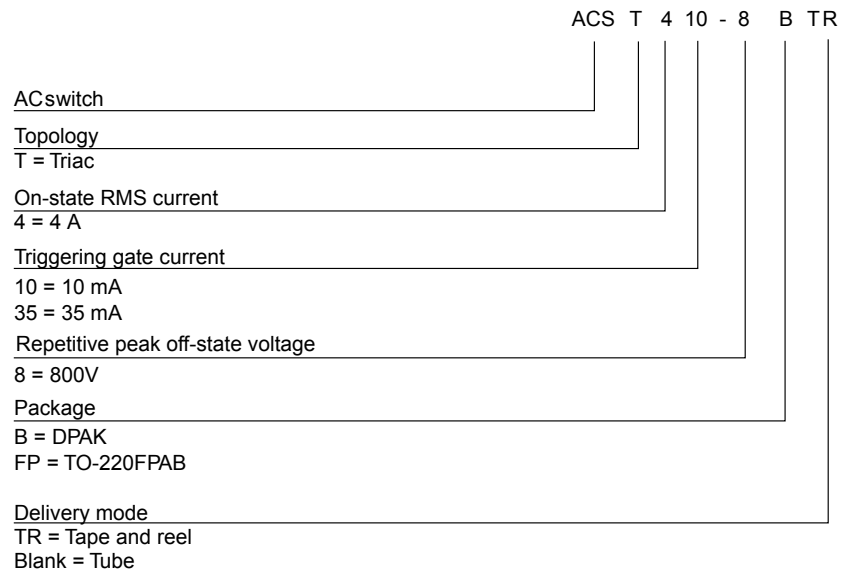 ACS T 4 10 - 8 B TR
ACswitch
Topology
T = Triac
On-state RMS current
4 = 4 A
Triggering gate current
10 = 10 mA
35 = 35 mA
Repetitive peak off-state voltage
8 = 800V
Package
B = DPAK
FP = TO-220FPAB
Delivery mode
TR = Tape and reel
Blank = Tube